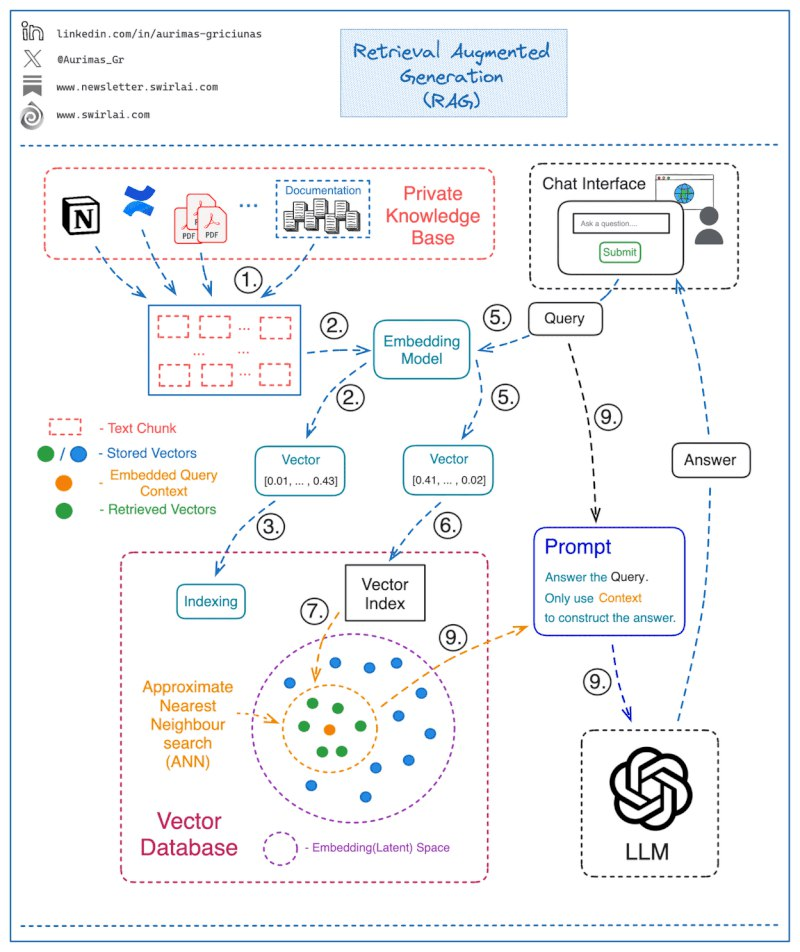 linkedin.com/in/aurimas-griciunas
@Aurimas_Gr
www.newsletter.swirlai.com
www.swirlai.com
Retrieval Augmented
Generation
(RAG)
N
PDF
PDF
PDF
...
Documentation
Private
Knowledge
Base
Chat Interface
Ask a question....
Submit
1.
...
...
...
...
2.
Embedding
Model
5.
Query
2.
5.
9.
- Text Chunk
/ - Stored Vectors
- Embedded Query
Context
- Retrieved Vectors
Vector
[0.01, ... , 0.43]
Vector
[0.41, ... , 0.02]
Answer
3.
6.
Indexing
Vector
Index
Prompt
Answer the Query.
Only use Context
to construct the answer.
7.
9.
9.
Approximate
Nearest
Neighbour
search
(ANN)
Vector
Database
- Embedding(Latent) Space
LLM